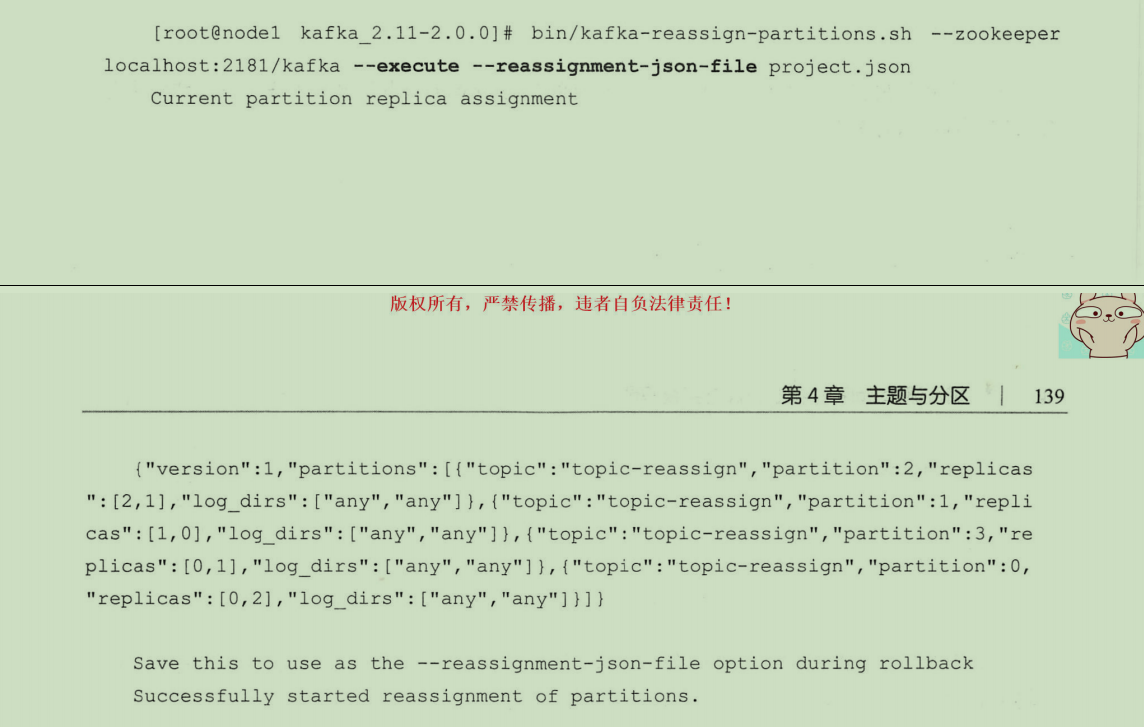 [root@node1 kafka_2.11-2.0.0]# bin/kafka-reassign-partitions.sh --zookeeper
localhost:2181/kafka --execute --reassignment-json-file project.json
Current partition replica assignment
版权所有，严禁传播，违者自负法律责任！
第4章 主题与分区 | 139
{"version":1,"partitions":[{"topic":"topic-reassign","partition":2,"replicas
":[2,1],"log_dirs":["any","any"]},{"topic":"topic-reassign","partition":1,"repli
cas":[1,0],"log_dirs":["any","any"]},{"topic":"topic-reassign","partition":3,"re
plicas":[0,1],"log_dirs":["any","any"]},{"topic":"topic-reassign","partition":0,
"replicas":[0,2],"log_dirs":["any","any"]}]}
Save this to use as the --reassignment-json-file option during rollback
Successfully started reassignment of partitions.